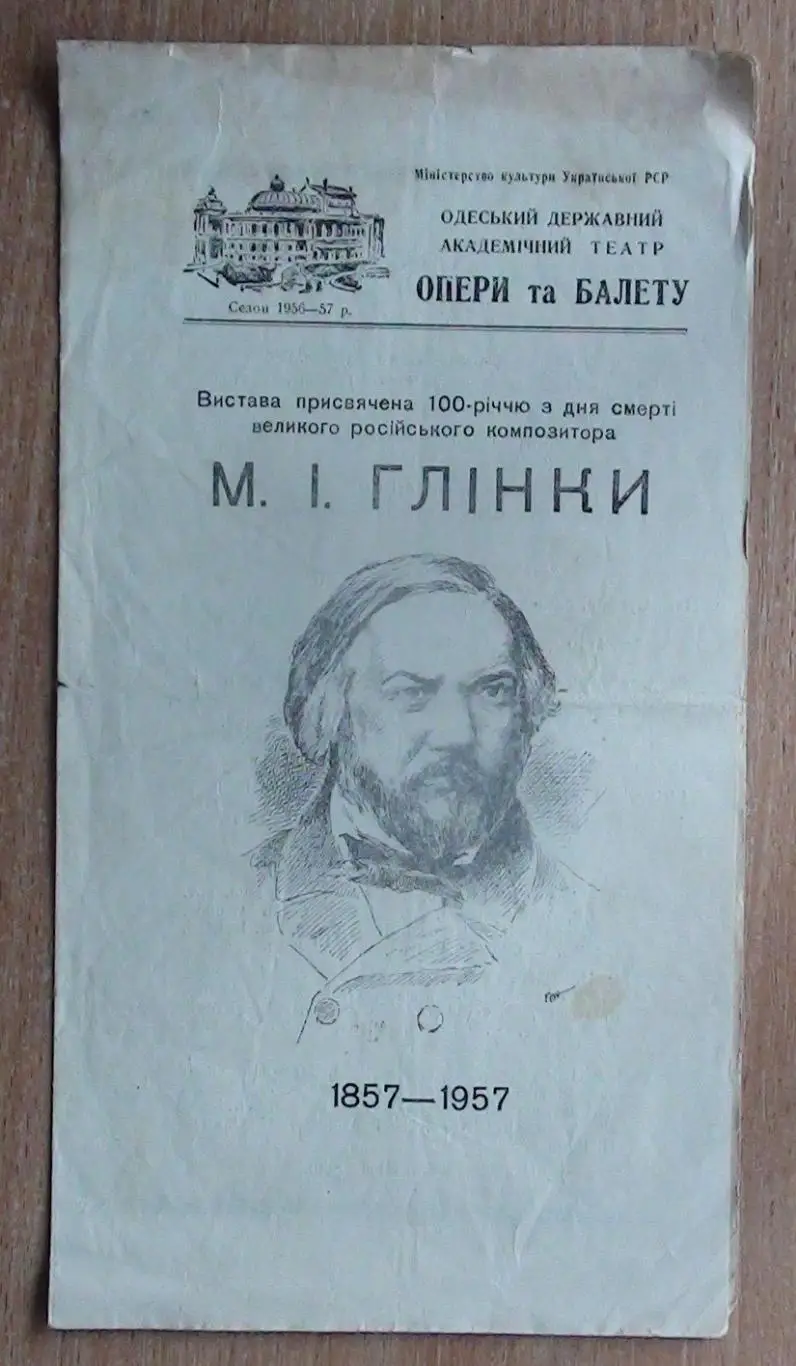 Міністерство культури Української РСР
ОДЕСЬКИЙ ДЕРЖАВНИЙ
АКАДЕМІЧНИЙ ТЕАТР
ОПЕРИ та БАЛЕТУ
Сезон 1956—57 р.
Вистава присвячена 100-річчю з дня смерті
великого російського композитора
М. І. ГЛІНКИ
1857—1957